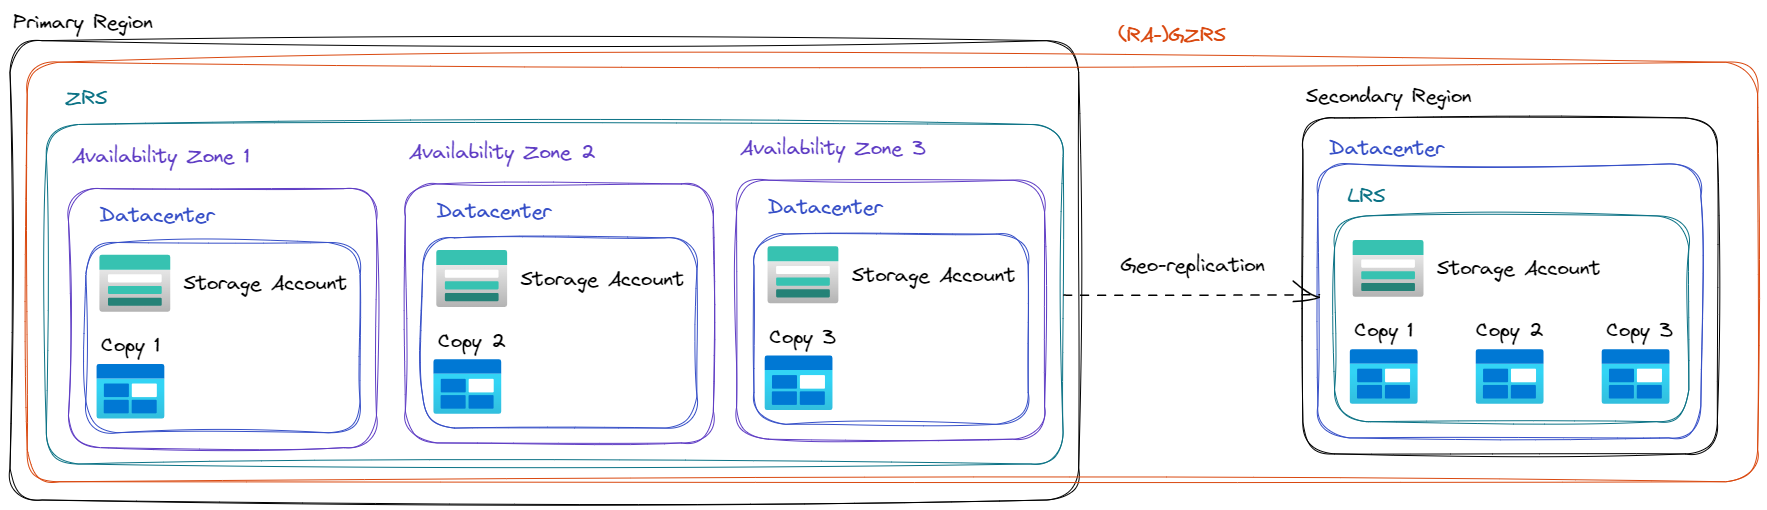 Primary Region
(RA-)GZRS
ZRS
Secondary Region
Availability Zone 1
Availability Zone 2
Availability Zone 3
Datacenter
Datacenter
Datacenter
Datacenter
LRS
Storage Account
Storage Account
Storage Account
Geo-replication
Storage Account
Copy 1
Copy 2
Copy 3
Copy 1
Copy 2
Copy 3